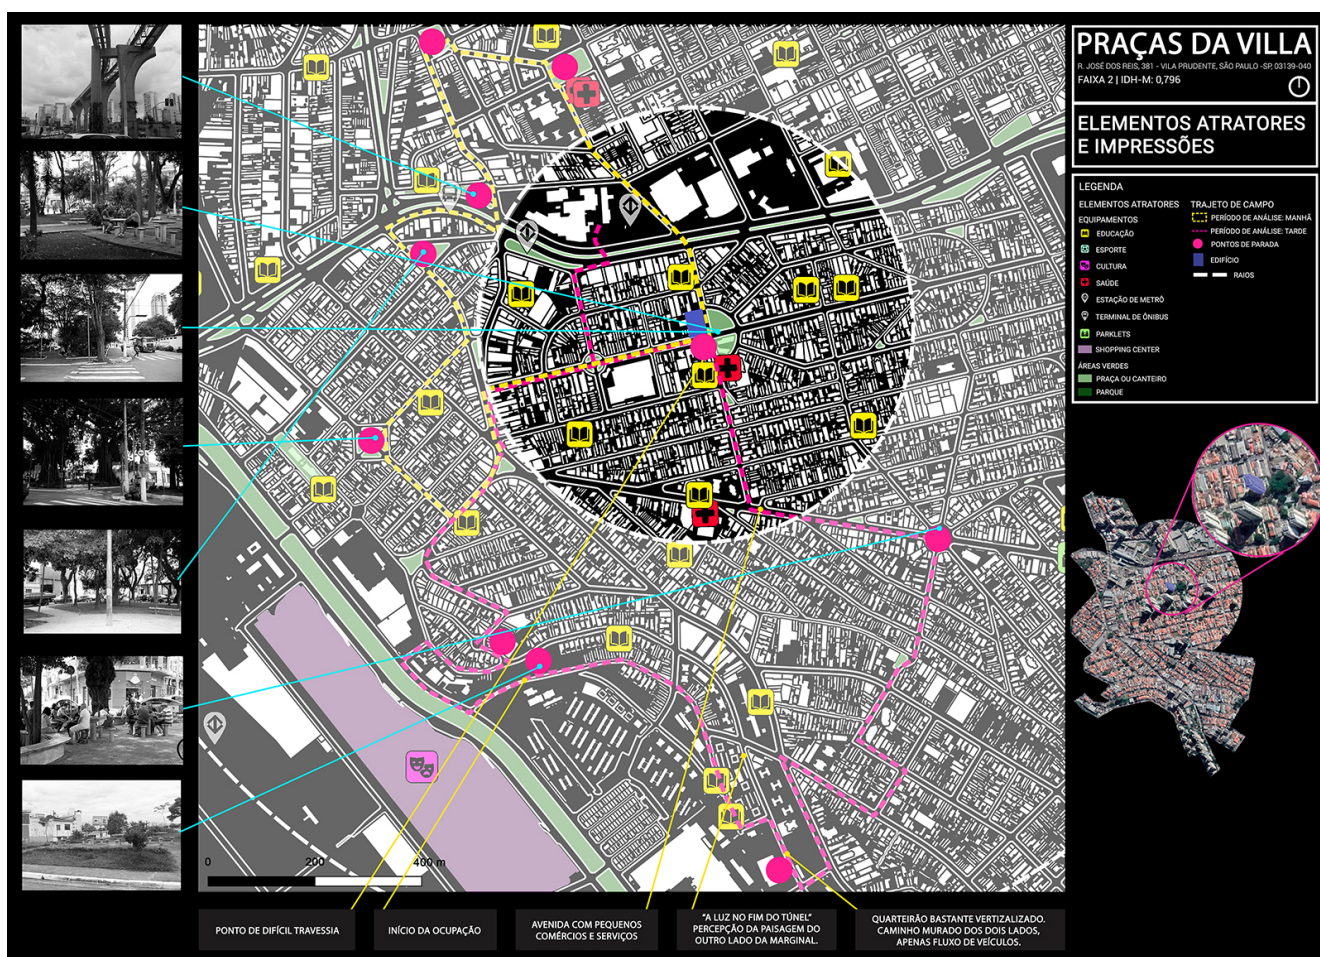 PRAÇAS DA VILLA
R. JOSÉ DOS REIS, 381 - VILA PRUDENTE, SÃO PAULO -SP, 03139-040
FAIXA 2 | IDH-M: 0,796
ELEMENTOS ATRATORES
E IMPRESSÕES
LEGENDA
ELEMENTOS ATRATORES
EQUIPAMENTOS
EDUCAÇÃO
ESPORTE
CULTURA
SAÚDE
ESTAÇÃO DE METRÔ
TERMINAL DE ÔNIBUS
PARKLETS
SHOPPING CENTER
ÁREAS VERDES
PRAÇA OU CANTEIRO
PARQUE
TRAJETO DE CAMPO
PERÍODO DE ANÁLISE: MANHÃ
PERÍODO DE ANÁLISE: TARDE
PONTOS DE PARADA
EDIFÍCIO
RAIOS
0 200 400 m
PONTO DE DIFÍCIL TRAVESSIA
INÍCIO DA OCUPAÇÃO
AVENIDA COM PEQUENOS
COMÉRCIOS E SERVIÇOS
"A LUZ NO FIM DO TÚNEL"
PERCEPÇÃO DA PAISAGEM DO
OUTRO LADO DA MARGINAL.
QUARTEIRÃO BASTANTE VERTIZALIZADO.
CAMINHO MURADO DOS DOIS LADOS,
APENAS FLUXO DE VEÍCULOS.